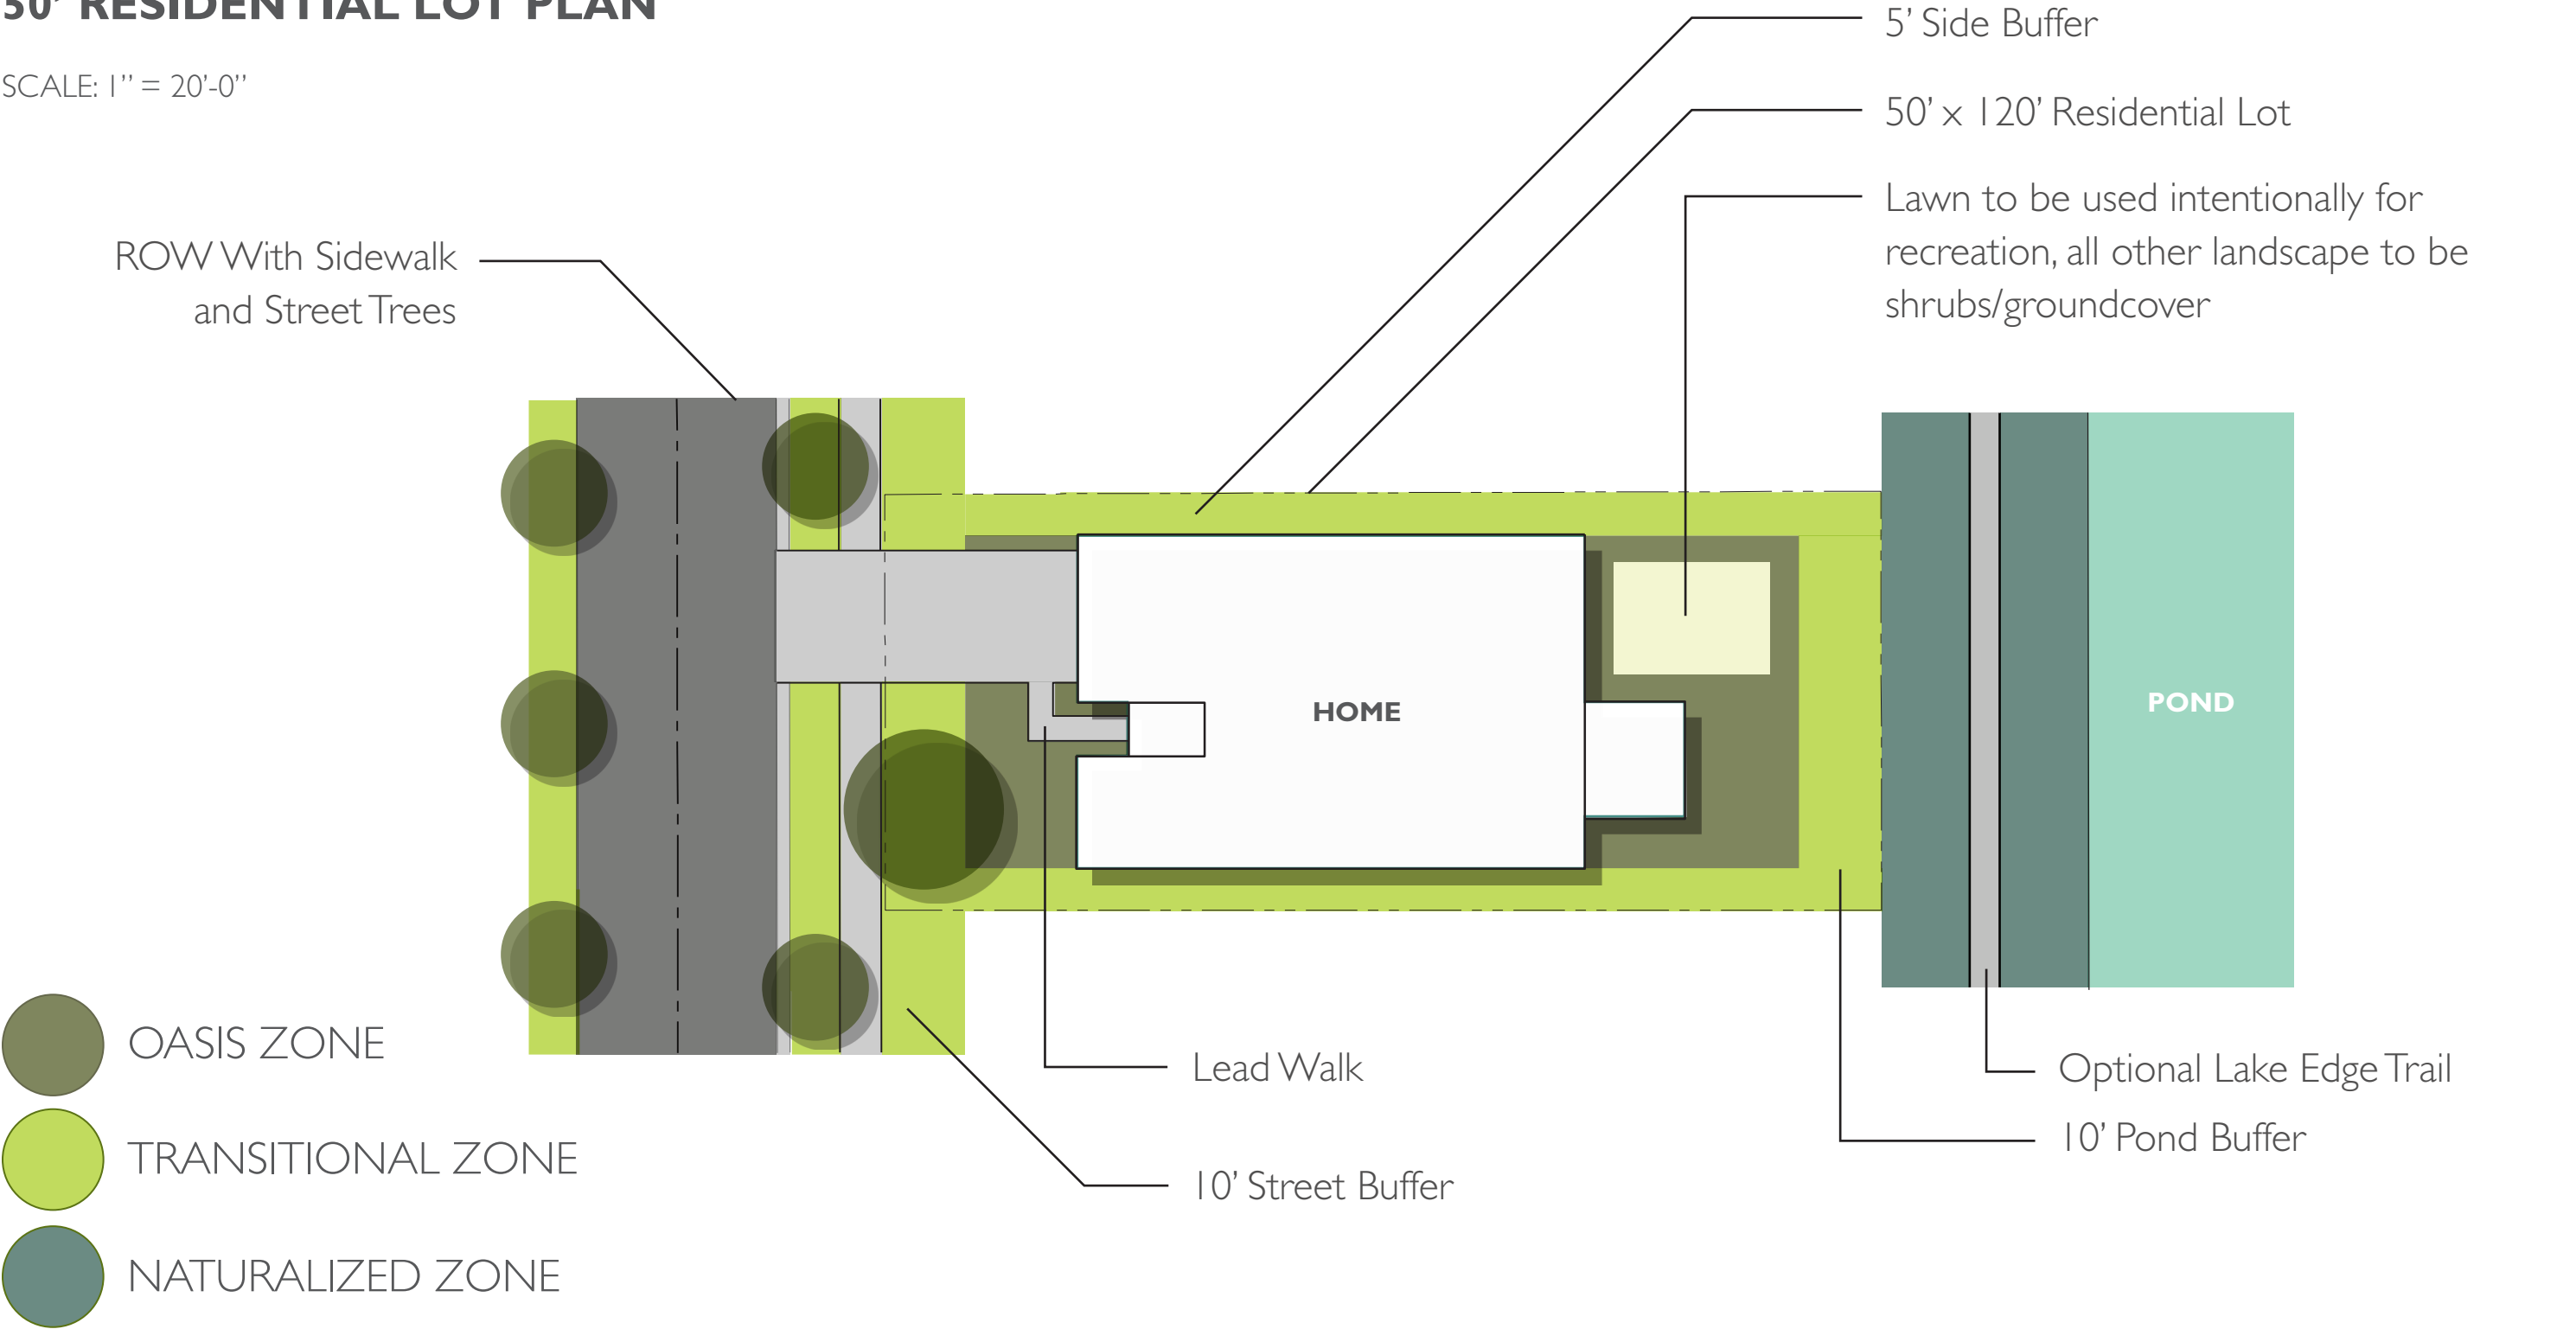 50’ RESIDENTIAL LOT PLAN
SCALE: 1’’ = 20’-0’’
5’ Side Buffer
50’ x 120’ Residential Lot
Lawn to be used intentionally for
recreation, all other landscape to be
shrubs/groundcover
ROW With Sidewalk
and Street Trees
HOME
POND
OASIS ZONE
TRANSITIONAL ZONE
NATURALIZED ZONE
Lead Walk
10’ Street Buffer
Optional Lake Edge Trail
10’ Pond Buffer